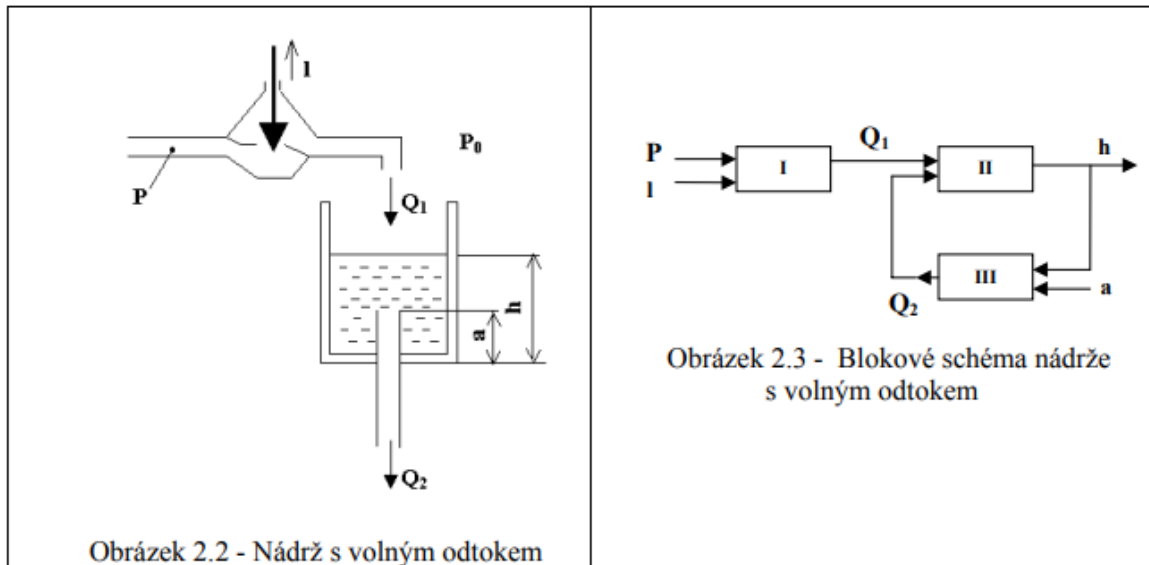 l
P₀
P
Q₁
h
a
Q₂
Obrázek 2.2 - Nádrž s volným odtokem
P
l
I
Q₁
II
h
III
Q₂
a
Obrázek 2.3 - Blokové schéma nádrže
s volným odtokem